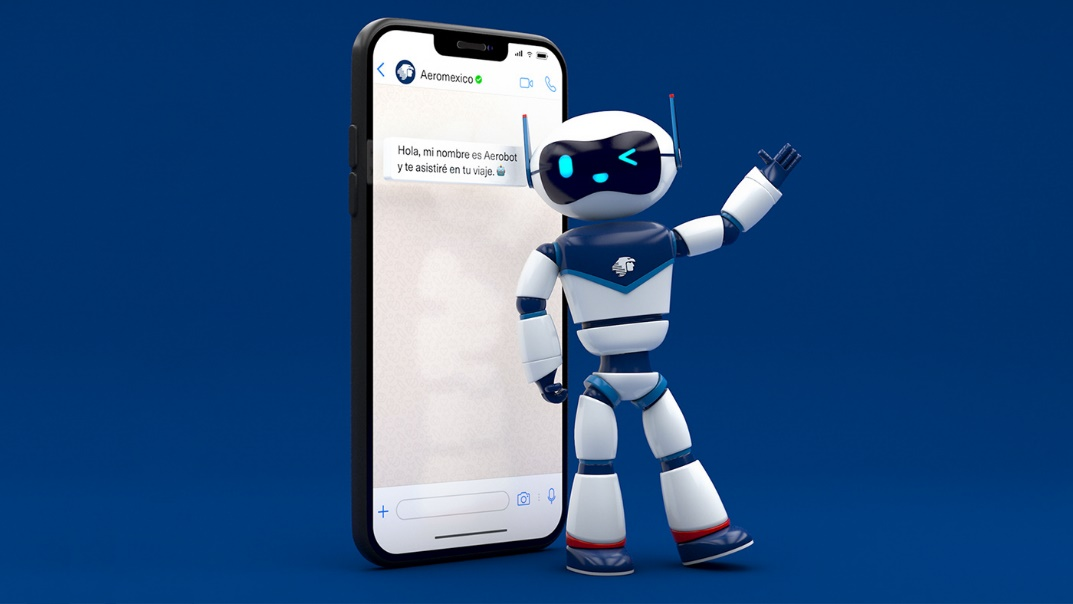 Aeromexico
Hola, mi nombre es Aerobot
y te asistiré en tu viaje.